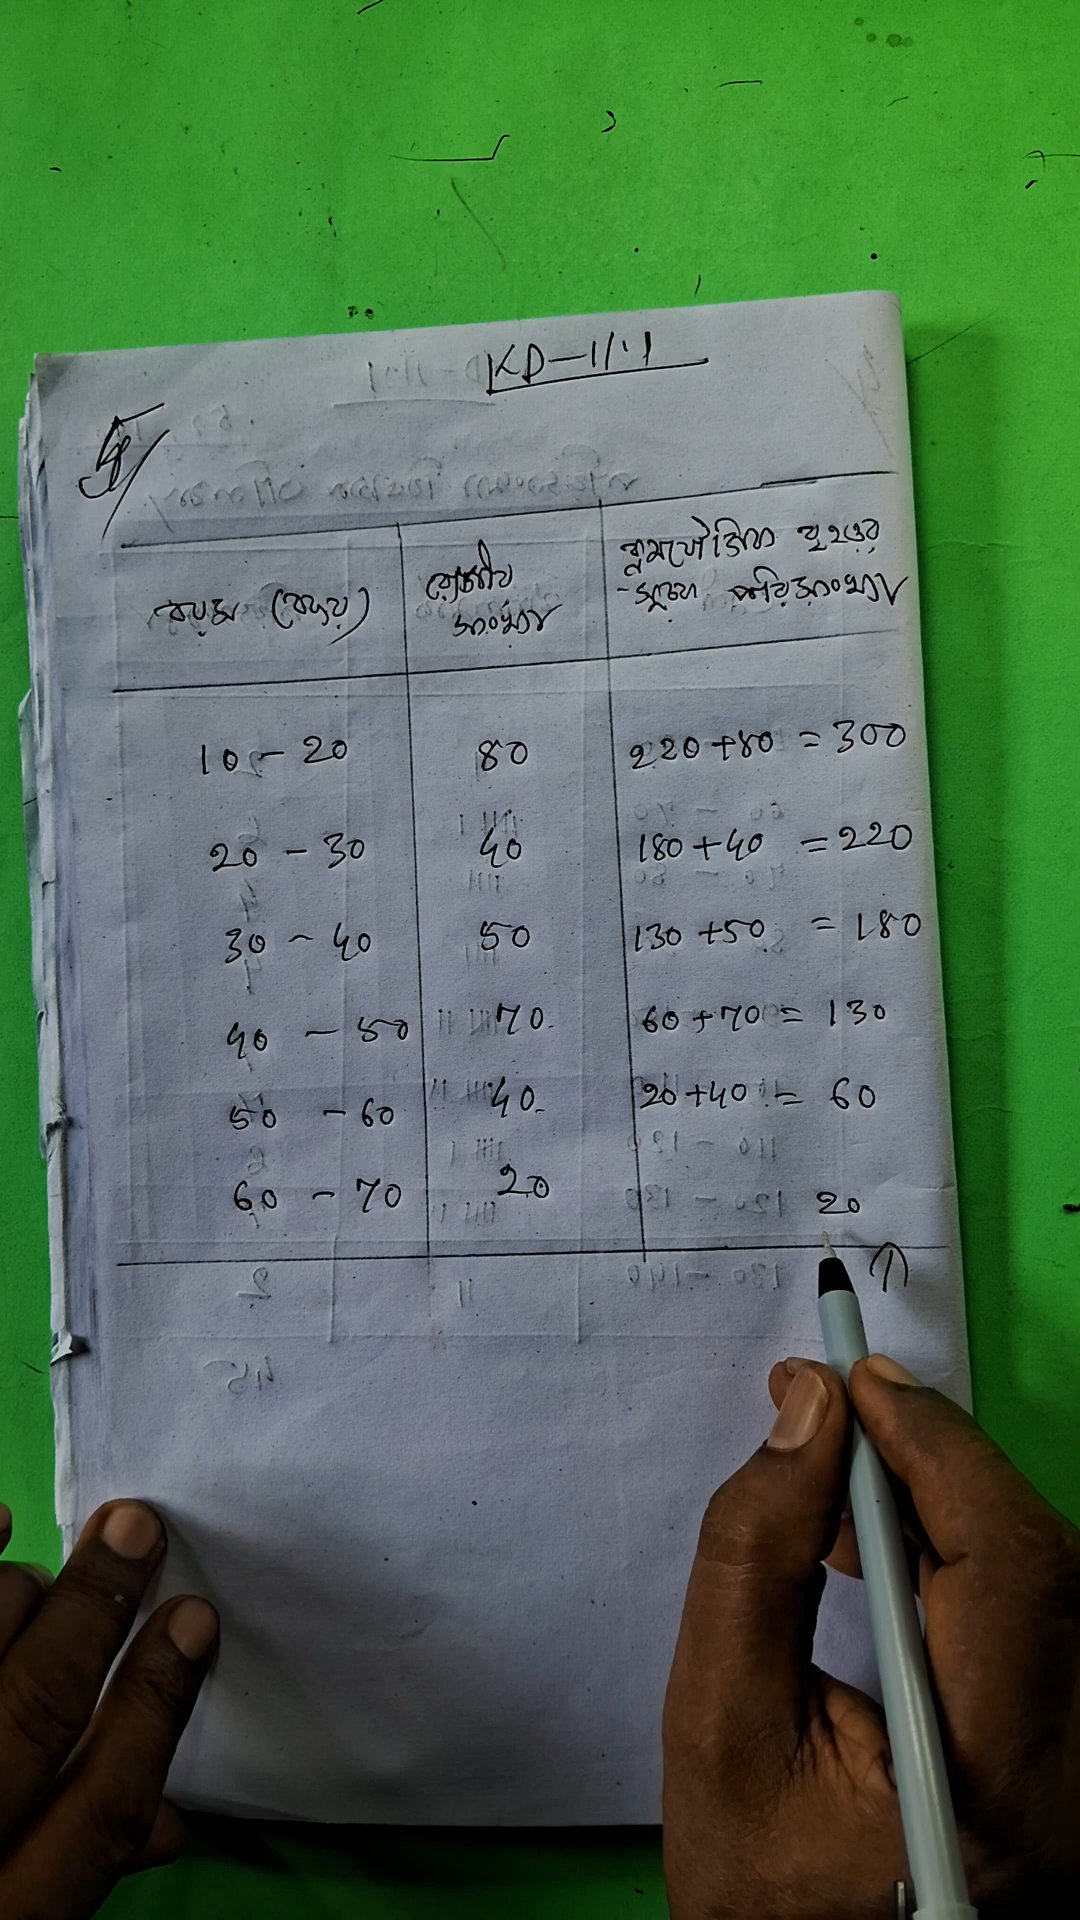 KD-11.1
বয়স (বছর)
রোগীর
সংখ্যা
ক্রমযৌগিক বৃহত্তর
-সূচক পরিসংখ্যা
10 - 20 80 220+80 = 300
20 - 30 40 180+40 = 220
30 - 40 50 130+50 = 180
40 - 50 70. 60+70 = 130
50 - 60 40. 20+40 = 60
60 - 70 20 20